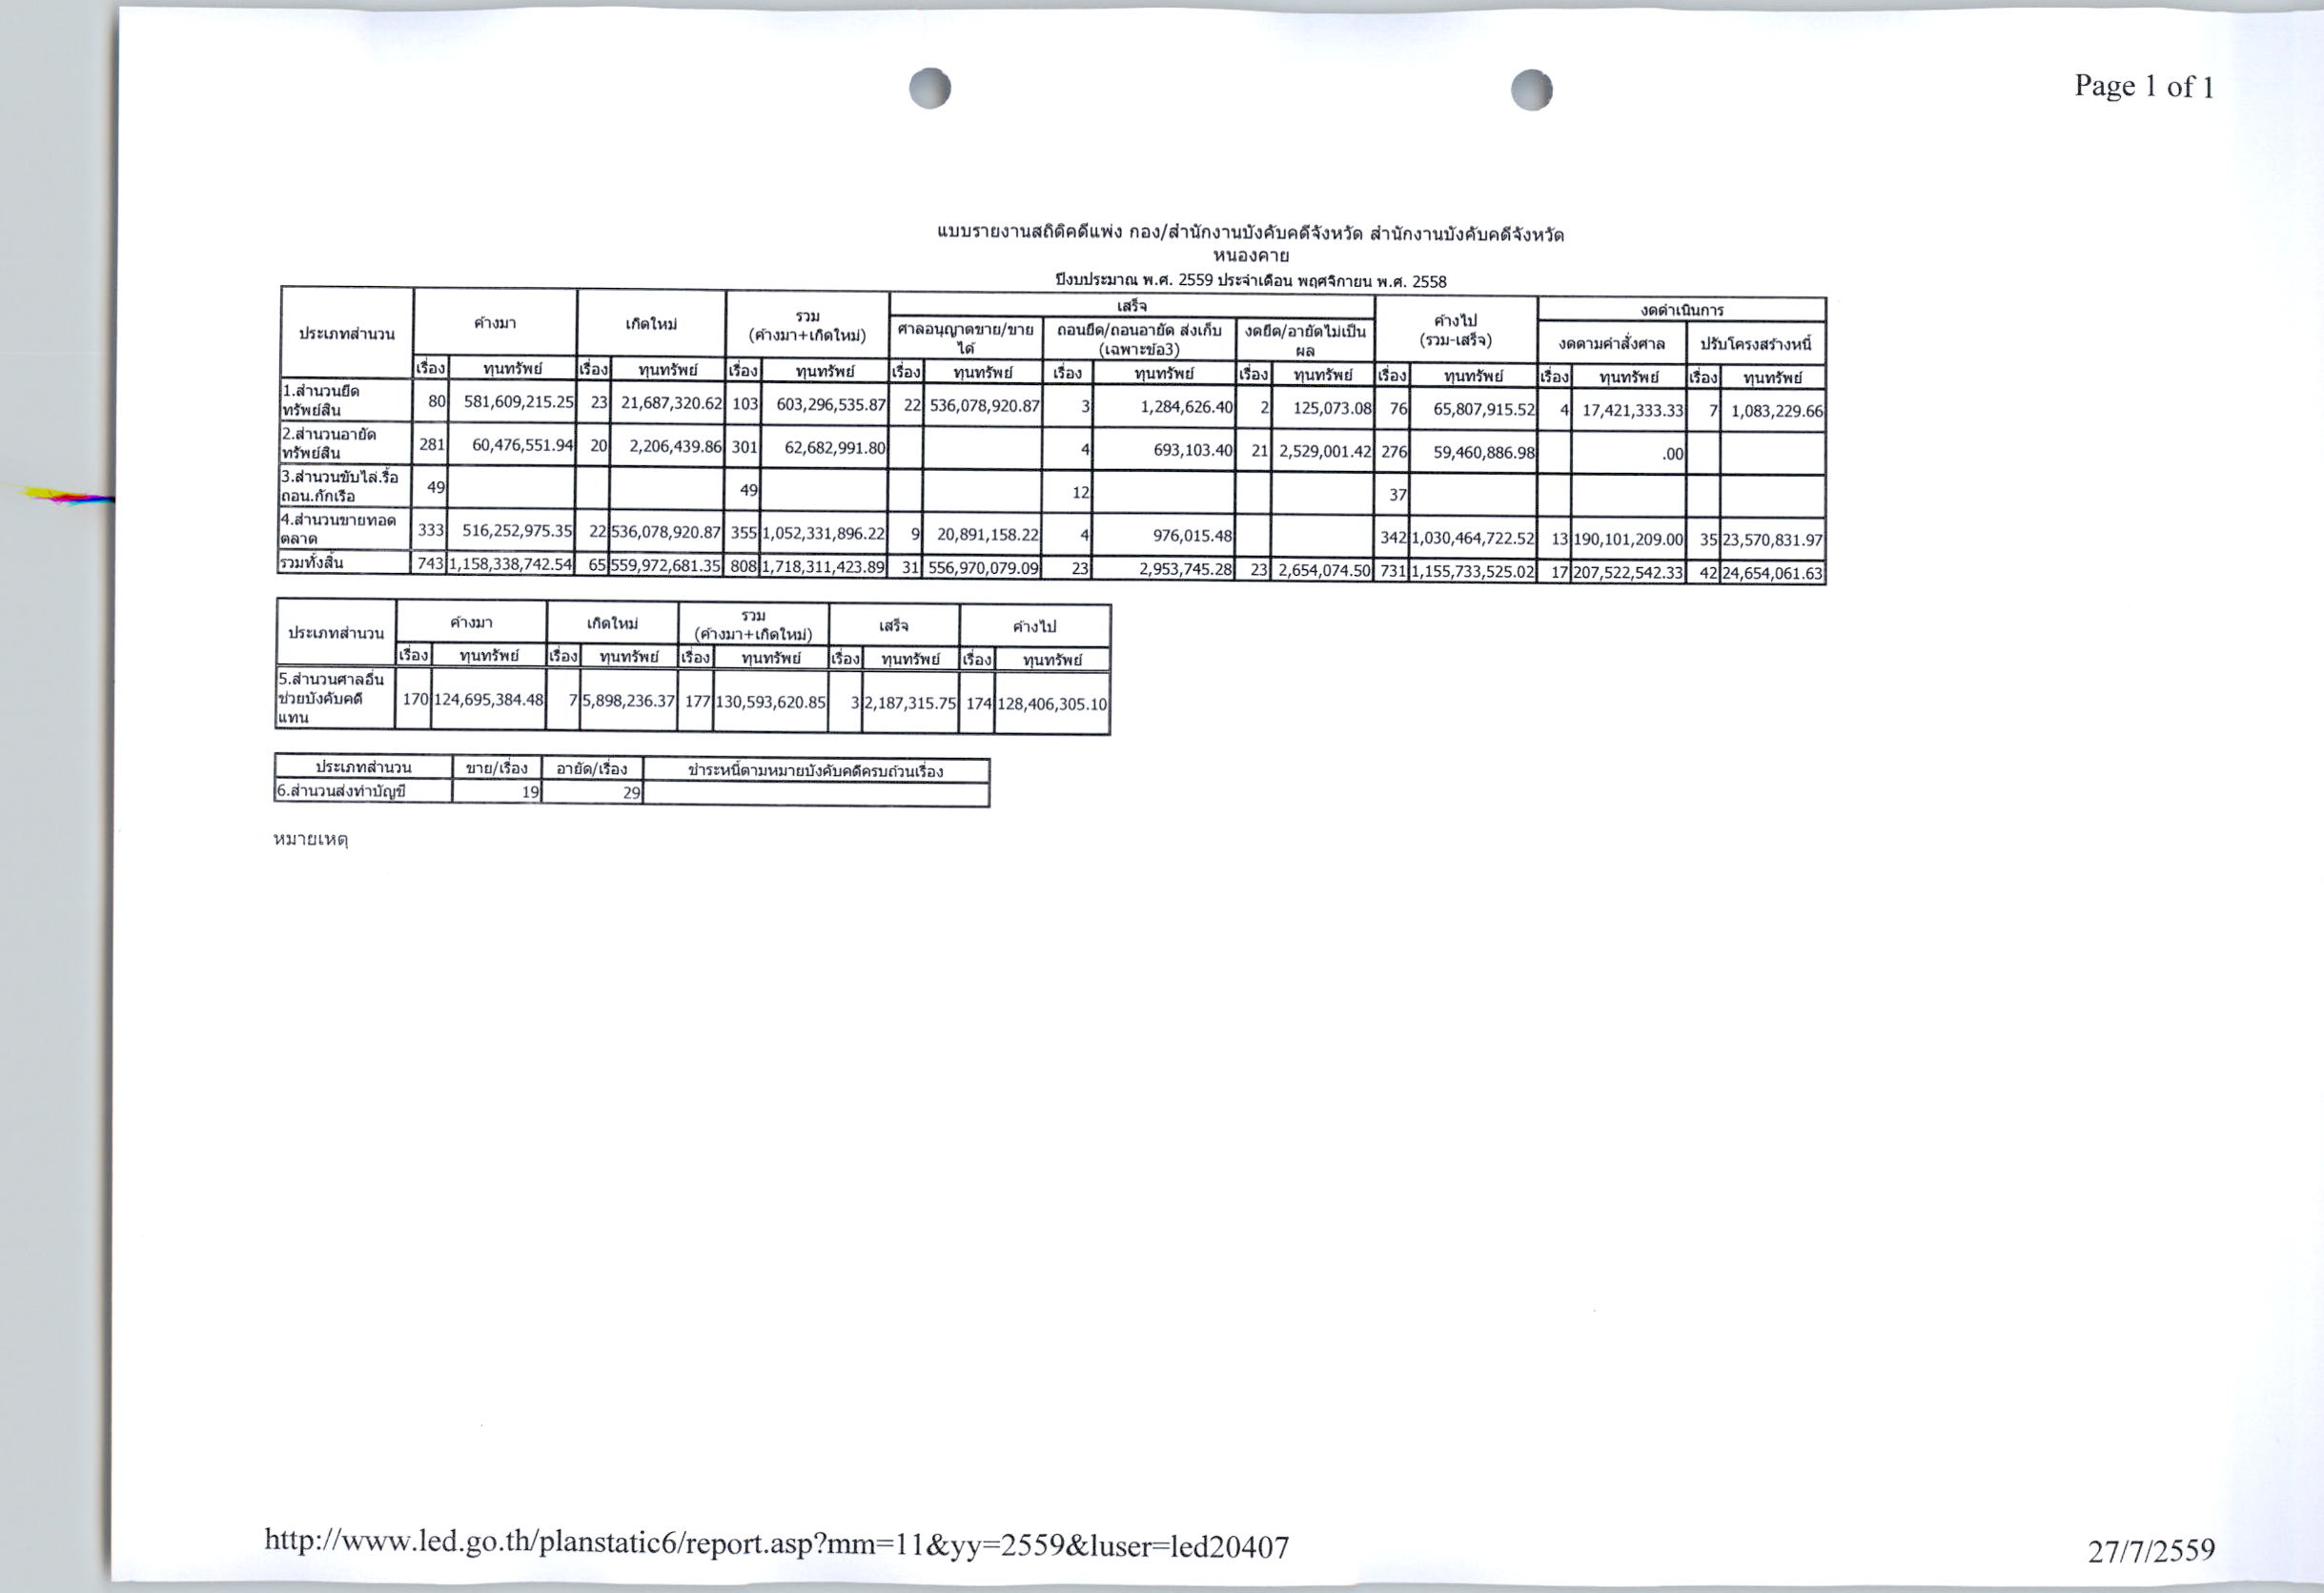 Page 1 of 1
แบบรายงานสถิติคดีแพ่ง กอง/สำนักงานบังคับคดีจังหวัด สำนักงานบังคับคดีจังหวัด
หนองคาย
ปีงบประมาณ พ.ศ. 2559 ประจำเดือน พฤศจิกายน พ.ศ. 2558
ประเภทสำนวน ค้างมา เกิดใหม่ รวม (ค้างมา+เกิดใหม่) เสร็จ ค้างไป (รวม-เสร็จ) งดดำเนินการ
ศาลอนุญาตขาย/ขายได้ ถอนยึด/ถอนอายัด ส่งเก็บ (เฉพาะข้อ3) งดยึด/อายัดไม่เป็นผล งดตามคำสั่งศาล ปรับโครงสร้างหนี้
เรื่อง ทุนทรัพย์ เรื่อง ทุนทรัพย์ เรื่อง ทุนทรัพย์ เรื่อง ทุนทรัพย์ เรื่อง ทุนทรัพย์ เรื่อง ทุนทรัพย์ เรื่อง ทุนทรัพย์ เรื่อง ทุนทรัพย์ เรื่อง ทุนทรัพย์
1.สำนวนยึดทรัพย์สิน 80 581,609,215.25 23 21,687,320.62 103 603,296,535.87 22 536,078,920.87 3 1,284,626.40 2 125,073.08 76 65,807,915.52 4 17,421,333.33 7 1,083,229.66
2.สำนวนอายัดทรัพย์สิน 281 60,476,551.94 20 2,206,439.86 301 62,682,991.80 4 693,103.40 21 2,529,001.42 276 59,460,886.98 .00
3.สำนวนขับไล่.รื้อถอน.กักเรือ 49 49 12 37
4.สำนวนขายทอดตลาด 333 516,252,975.35 22 536,078,920.87 355 1,052,331,896.22 9 20,891,158.22 4 976,015.48 342 1,030,464,722.52 13 190,101,209.00 35 23,570,831.97
รวมทั้งสิ้น 743 1,158,338,742.54 65 559,972,681.35 808 1,718,311,423.89 31 556,970,079.09 23 2,953,745.28 23 2,654,074.50 731 1,155,733,525.02 17 207,522,542.33 42 24,654,061.63
ประเภทสำนวน ค้างมา เกิดใหม่ รวม (ค้างมา+เกิดใหม่) เสร็จ ค้างไป
เรื่อง ทุนทรัพย์ เรื่อง ทุนทรัพย์ เรื่อง ทุนทรัพย์ เรื่อง ทุนทรัพย์ เรื่อง ทุนทรัพย์
5.สำนวนศาลอื่นช่วยบังคับคดีแทน 170 124,695,384.48 7 5,898,236.37 177 130,593,620.85 3 2,187,315.75 174 128,406,305.10
ประเภทสำนวน ขาย/เรื่อง อายัด/เรื่อง ชำระหนี้ตามหมายบังคับคดีครบถ้วนเรื่อง
6.สำนวนส่งทำบัญชี 19 29
หมายเหตุ
http://www.led.go.th/planstatic6/report.asp?mm=11&yy=2559&luser=led20407
27/7/2559